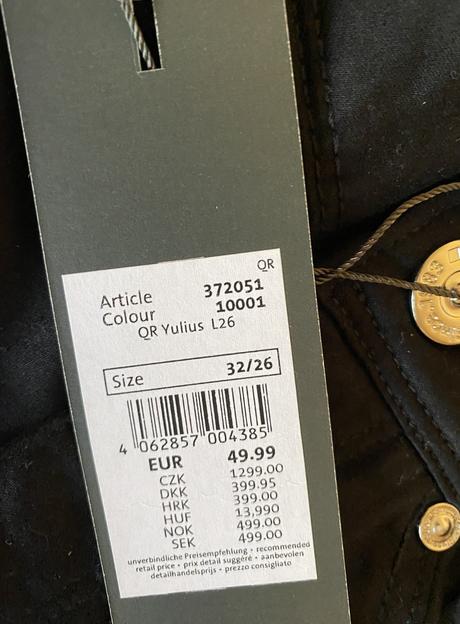 QR
Article 372051
Colour 10001
QR Yulius L26
Size 32/26
4 062857 004385
EUR 49.99
CZK 1299.00
DKK 399.95
HRK 399.00
HUF 13,990
NOK 499.00
SEK 499.00
unverbindliche Preisempfehlung • recommended
retail price • prix détail suggéré • aanbevolen
detailhandelsprijs • prezzo consigliato